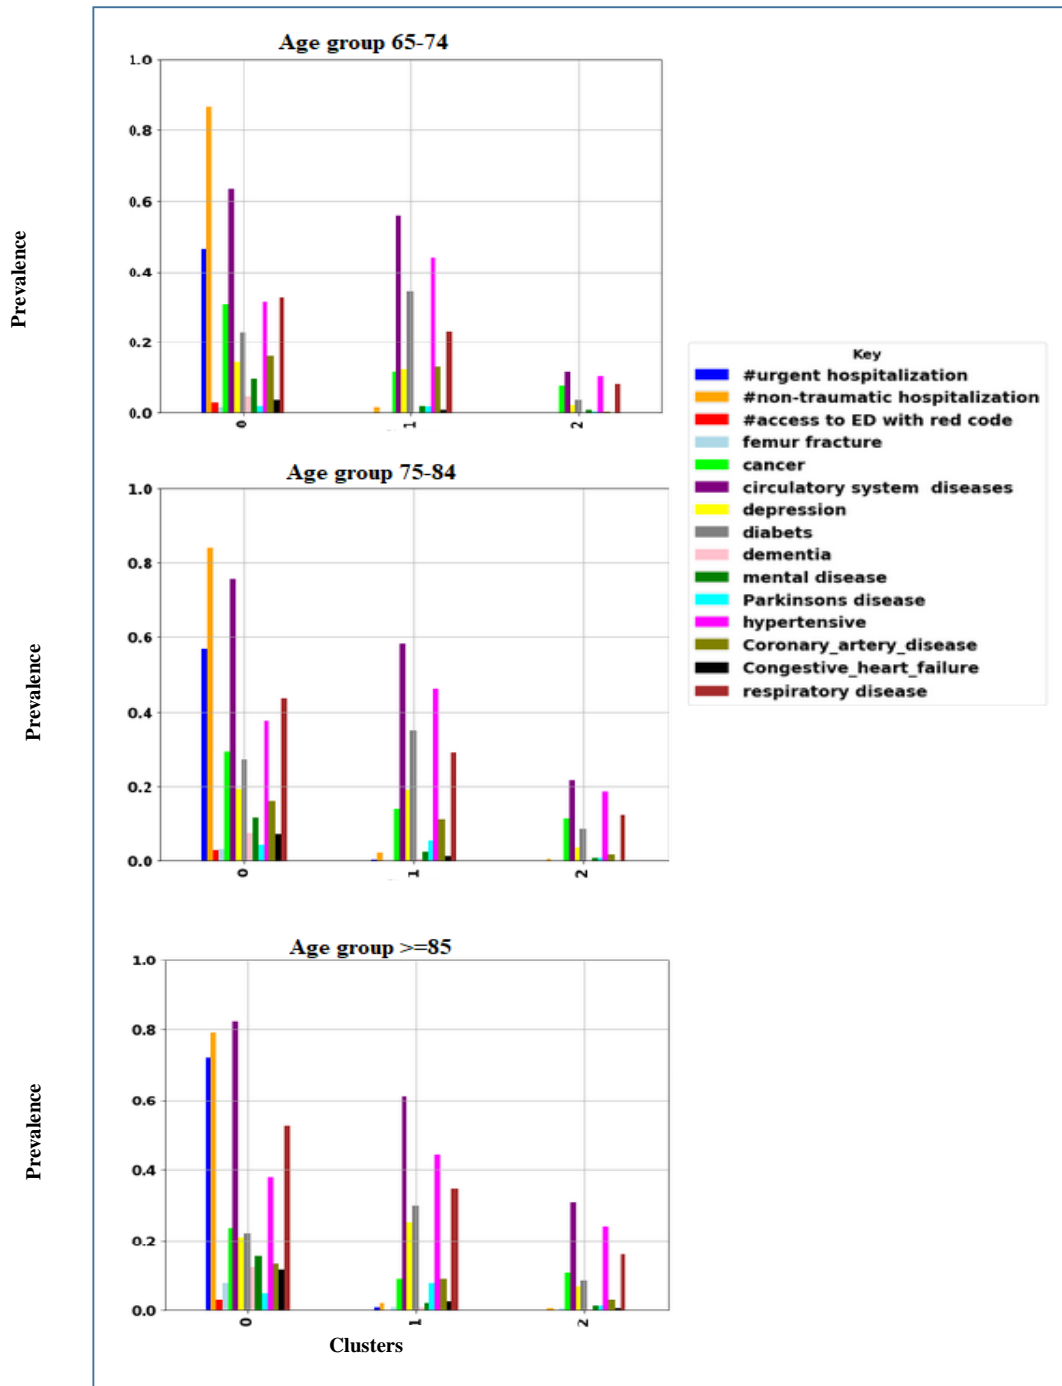 Age group 65-74
1.0
0.8
0.6
0.4
0.2
0.0
Prevalence
0
1
2
Key
#urgent hospitalization
#non-traumatic hospitalization
#access to ED with red code
femur fracture
cancer
circulatory system diseases
depression
diabets
dementia
mental disease
Parkinsons disease
hypertensive
Coronary_artery_disease
Congestive_heart_failure
respiratory disease
Age group 75-84
1.0
0.8
0.6
0.4
0.2
0.0
Prevalence
0
1
2
Age group >=85
1.0
0.8
0.6
0.4
0.2
0.0
Prevalence
0
1
2
Clusters